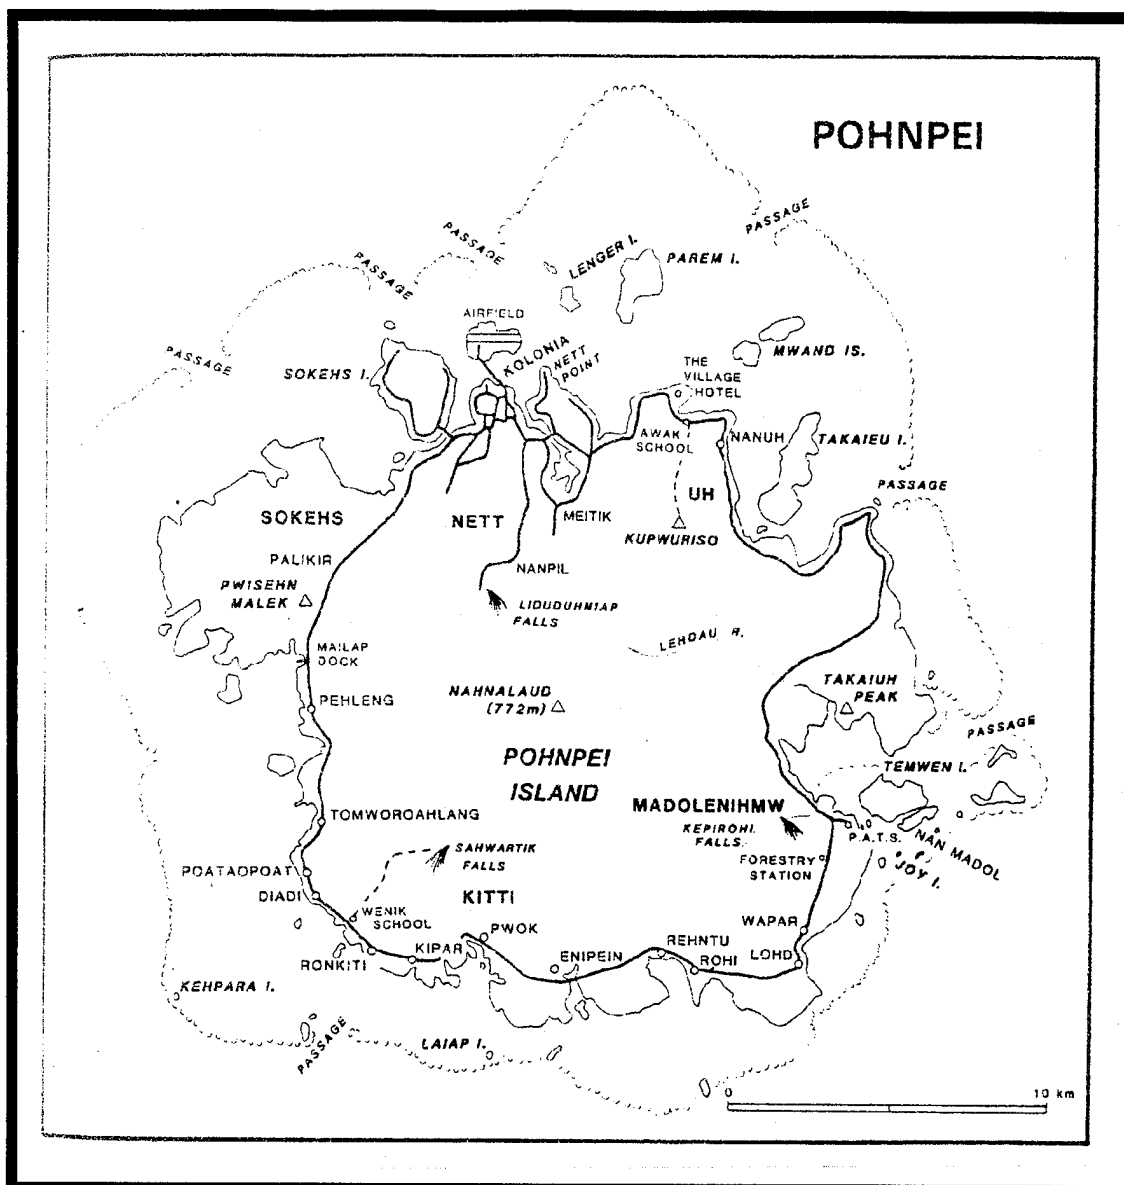 POHNPEI
PASSAGE
PASSAGE
PASSAGE
PASSAGE
LENGER I.
PAREM I.
AIRFIELD
KOLONIA
NETT
POINT
MWAND IS.
SOKEHS I.
THE
VILLAGE
HOTEL
AWAK
SCHOOL
NANUH
TAKAIEU I.
PASSAGE
SOKEHS
NETT
MEITIK
UH
KUPWURISO
PALIKIR
NANPIL
PWISEHN
MALEK
LIDUDUHNIAP
FALLS
LEHDAU R.
MAILAP
DOCK
TAKAIUH
PEAK
NAHNALAUD
(772m)
PEHLENG
PASSAGE
POHNPEI
ISLAND
TEMWEN I.
MADOLENIHMW
TOMWOROAHLANG
KEPIROHI
FALLS
P.A.T.S.
NAN MADOL
JOY I.
SAHWARTIK
FALLS
FORESTRY
STATION
POATAOPOAT
DIADI
KITTI
WENIK
SCHOOL
PWOK
WAPAR
KIPAR
ENIPEIN
REHNTU
ROHI
LOHD
RONKITI
KEHPARA I.
PASSAGE
LAIAP I.
0 10 km